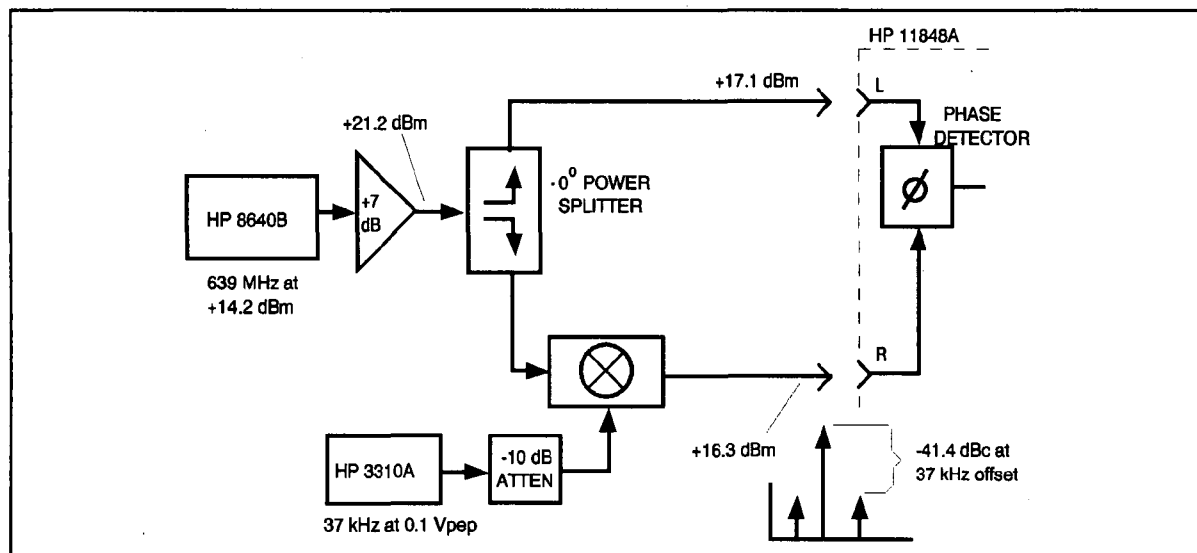 HP 11848A
+17.1 dBm
L
+21.2 dBm
PHASE
DETECTOR
HP 8640B
+7
dB
-0° POWER
SPLITTER
Ø
639 MHz at
+14.2 dBm
R
HP 3310A
-10 dB
ATTEN
+16.3 dBm
-41.4 dBc at
37 kHz offset
37 kHz at 0.1 Vpep